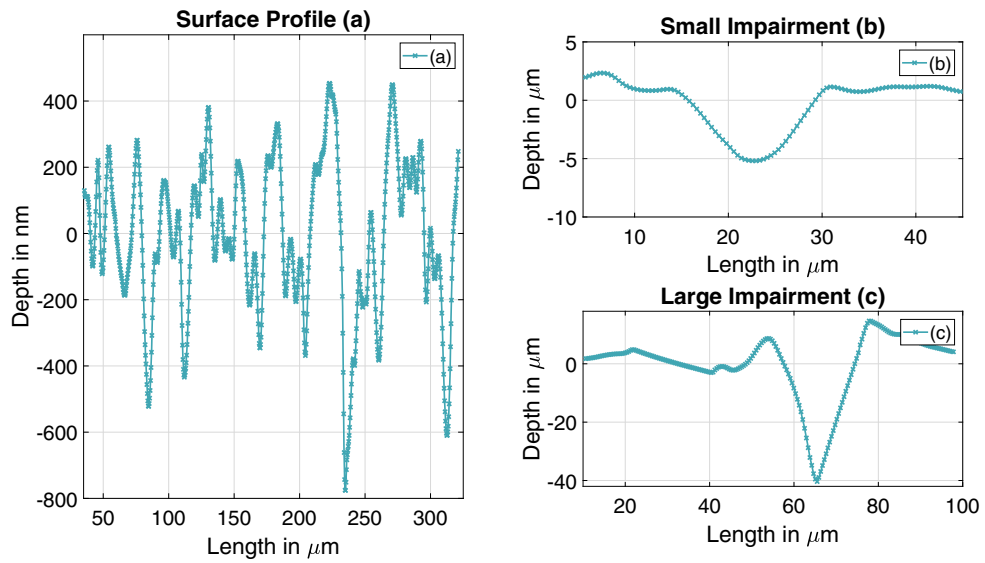 Surface Profile (a)
(a)
400
200
0
-200
-400
-600
-800
Depth in nm
50 100 150 200 250 300
Length in μm
Small Impairment (b)
(b)
5
0
-5
-10
Depth in μm
10 20 30 40
Length in μm
Large Impairment (c)
(c)
0
-20
-40
Depth in μm
20 40 60 80 100
Length in μm